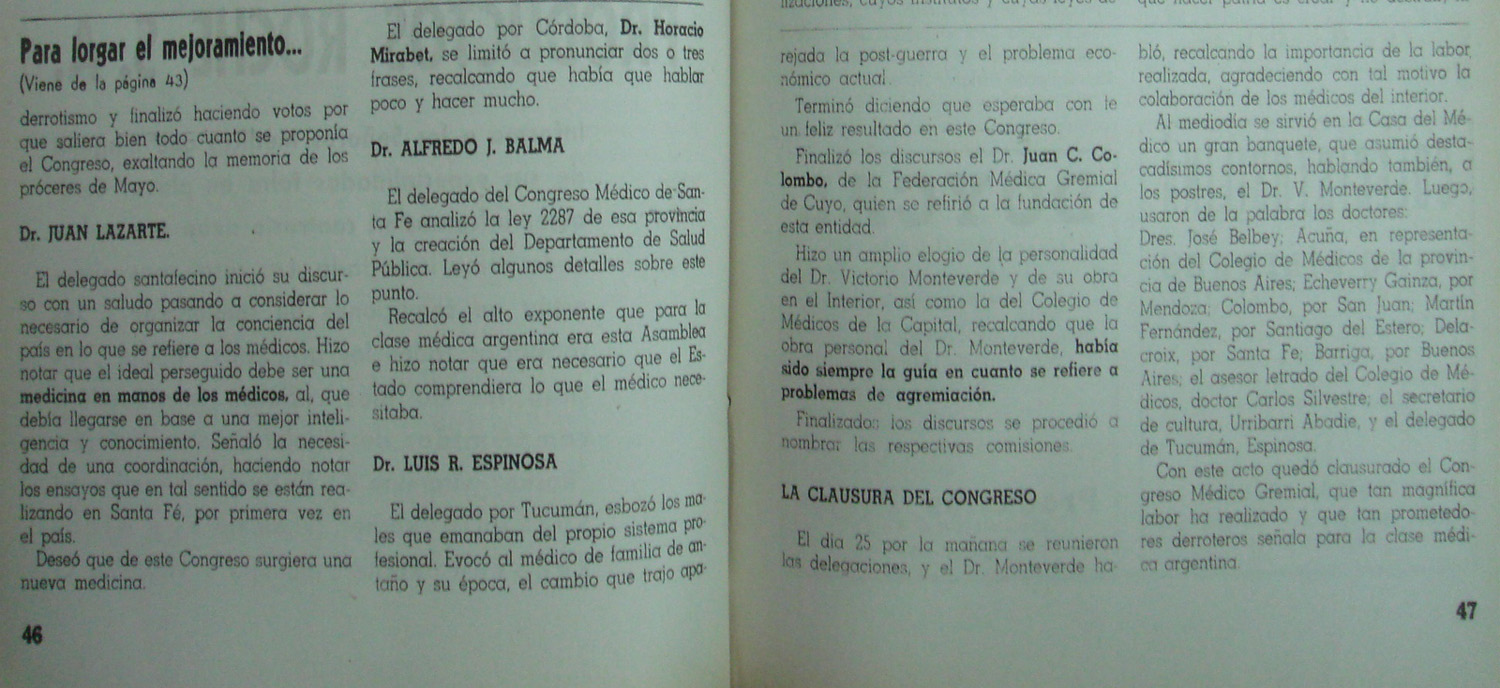 Para lorgar el mejoramiento...
(Viene de la página 43)
derrotismo y finalizó haciendo votos por
que saliera bien todo cuanto se proponía
el Congreso, exaltando la memoria de los
próceres de Mayo.
Dr. JUAN LAZARTE.
El delegado santafecino inició su discur-
so con un saludo pasando a considerar lo
necesario de organizar la conciencia del
país en lo que se refiere a los médicos. Hizo
notar que el ideal perseguido debe ser una
medicina en manos de los médicos, al, que
debía llegarse en base a una mejor inteli-
gencia y conocimiento. Señaló la necesi-
dad de una coordinación, haciendo notar
los ensayos que en tal sentido se están rea-
lizando en Santa Fé, por primera vez en
el país.
Deseó que de este Congreso surgiera una
nueva medicina.
46
El delegado por Córdoba, Dr. Horacio
Mirabet, se limitó a pronunciar dos o tres
frases, recalcando que había que hablar
poco y hacer mucho.
Dr. ALFREDO J. BALMA
El delegado del Congreso Médico de San-
ta Fe analizó la ley 2287 de esa provincia
y la creación del Departamento de Salud
Pública. Leyó algunos detalles sobre este
punto.
Recalcó el alto exponente que para la
clase médica argentina era esta Asamblea
e hizo notar que era necesario que el Es-
tado comprendiera lo que el médico nece-
sitaba.
Dr. LUIS R. ESPINOSA
El delegado por Tucumán, esbozó los ma-
les que emanaban del propio sistema pro-
fesional. Evocó al médico de familia de an-
taño y su época, el cambio que trajo apa-
rejada la post-guerra y el problema eco-
nómico actual.
Terminó diciendo que esperaba con fe
un feliz resultado en este Congreso.
Finalizó los discursos el Dr. Juan C. Co-
lombo, de la Federación Médica Gremial
de Cuyo, quien se refirió a la fundación de
esta entidad.
Hizo un amplio elogio de la personalidad
del Dr. Victorio Monteverde y de su obra
en el Interior, así como la del Colegio de
Médicos de la Capital, recalcando que la
obra personal del Dr. Monteverde, había
sido siempre la guía en cuanto se refiere a
problemas de agremiación.
Finalizados los discursos se procedió a
nombrar las respectivas comisiones.
LA CLAUSURA DEL CONGRESO
El día 25 por la mañana se reunieron
las delegaciones, y el Dr. Monteverde ha-
bló, recalcando la importancia de la labor
realizada, agradeciendo con tal motivo la
colaboración de los médicos del interior.
Al mediodía se sirvió en la Casa del Mé-
dico un gran banquete, que asumió desta-
cadísimos contornos, hablando también, a
los postres, el Dr. V. Monteverde. Luego,
usaron de la palabra los doctores:
Dres. José Belbey; Acuña, en representa-
ción del Colegio de Médicos de la provin-
cia de Buenos Aires; Echeverry Gainza, por
Mendoza; Colombo, por San Juan; Martín
Fernández, por Santiago del Estero; Dela-
croix, por Santa Fe; Barriga, por Buenos
Aires; el asesor letrado del Colegio de Mé-
dicos, doctor Carlos Silvestre; el secretario
de cultura, Urribarri Abadie, y el delegado
de Tucumán, Espinosa.
Con este acto quedó clausurado el Con-
greso Médico Gremial, que tan magnífica
labor ha realizado y que tan prometedo-
res derroteros señala para la clase médi-
ca argentina.
47